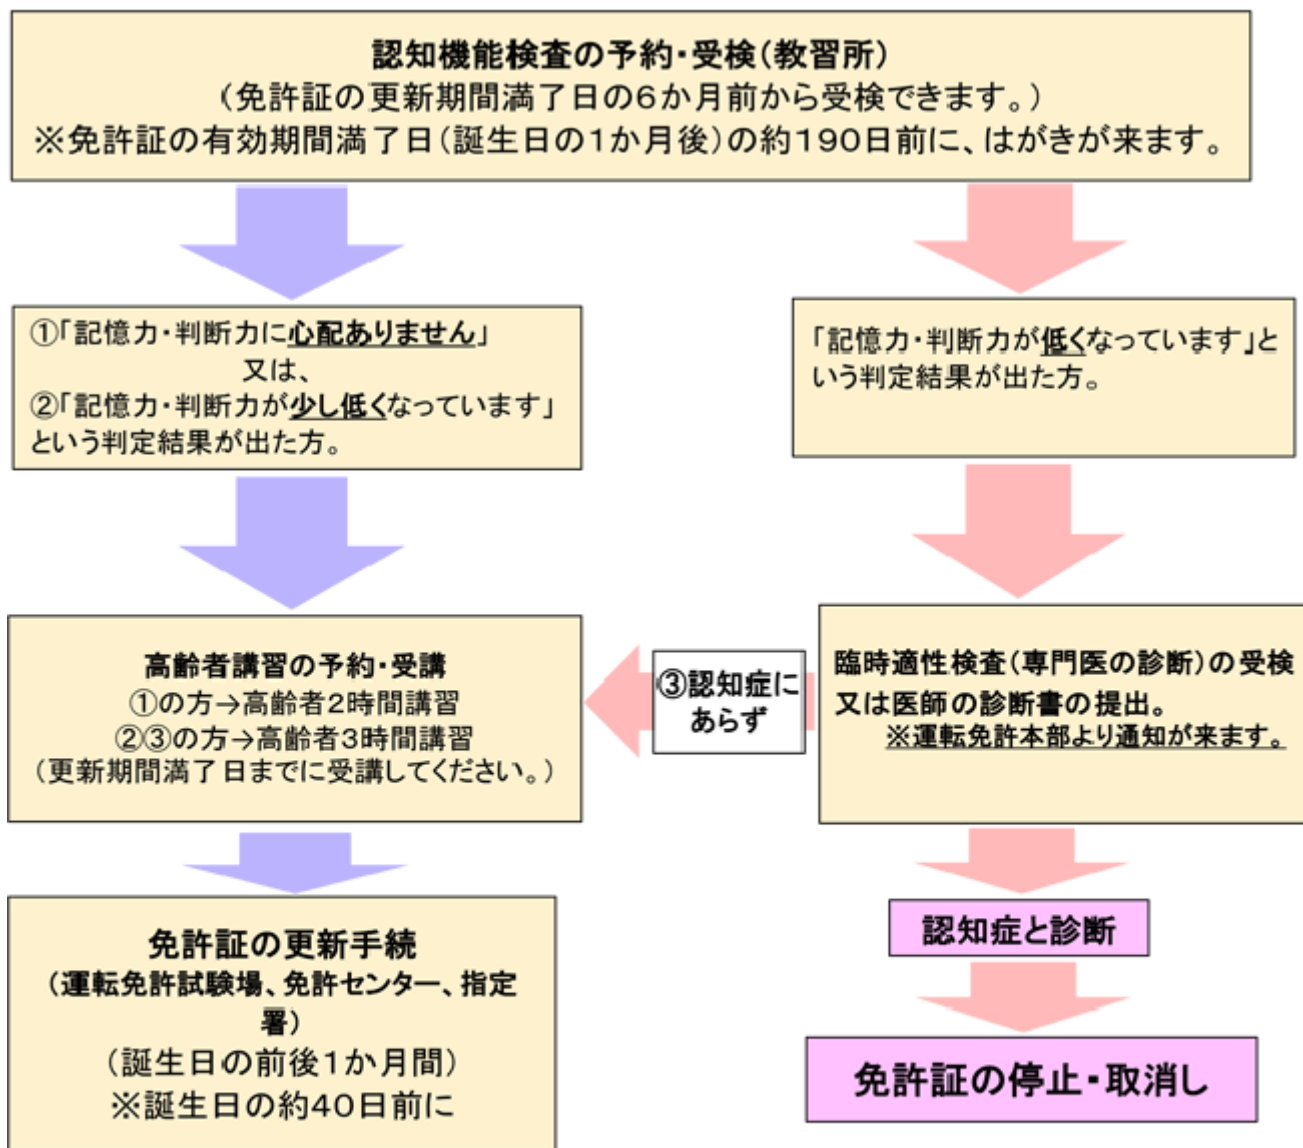 認知機能検査の予約・受検(教習所)
(免許証の更新期間満了日の6か月前から受検できます。)
※免許証の有効期間満了日(誕生日の1か月後)の約190日前に、はがきが来ます。
①「記憶力・判断力に心配ありません」
又は、
②「記憶力・判断力が少し低くなっています」
という判定結果が出た方。
「記憶力・判断力が低くなっています」と
いう判定結果が出た方。
高齢者講習の予約・受講
①の方→高齢者2時間講習
②③の方→高齢者3時間講習
(更新期間満了日までに受講してください。)
③認知症に
あらず
臨時適性検査(専門医の診断)の受検
又は医師の診断書の提出。
※運転免許本部より通知が来ます。
免許証の更新手続
(運転免許試験場、免許センター、指定
署)
(誕生日の前後1か月間)
※誕生日の約40日前に
認知症と診断
免許証の停止・取消し